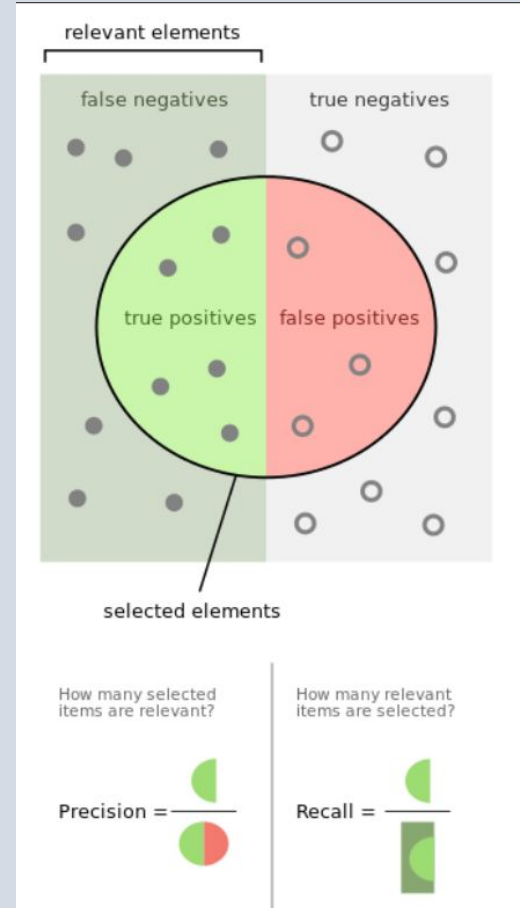 relevant elements
false negatives
true negatives
true positives
false positives
selected elements
How many selected
items are relevant?
How many relevant
items are selected?
Precision =
Recall =